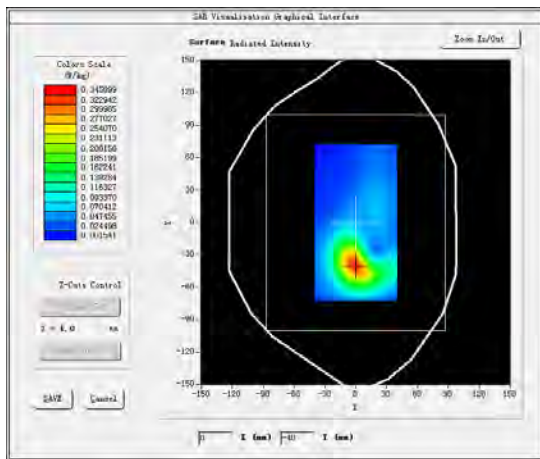 SAR Visualisation Graphical Interface
Surface Radiated Intensity
Zoom In/Out
Colors Scale
(W/kg)
0.345899
0.322942
0.299985
0.277027
0.254070
0.231113
0.208156
0.185199
0.162241
0.139284
0.116327
0.093370
0.070412
0.047455
0.024498
0.001541
150
120
90
60
30
0
-30
-60
-90
-120
-150
Y
-150 -120 -90 -60 -30 0 30 60 90 120 150
X
Z-Cuts Control
Z = 4.0 mm
SAVE Cancel
0 X (mm) -40 Y (mm)